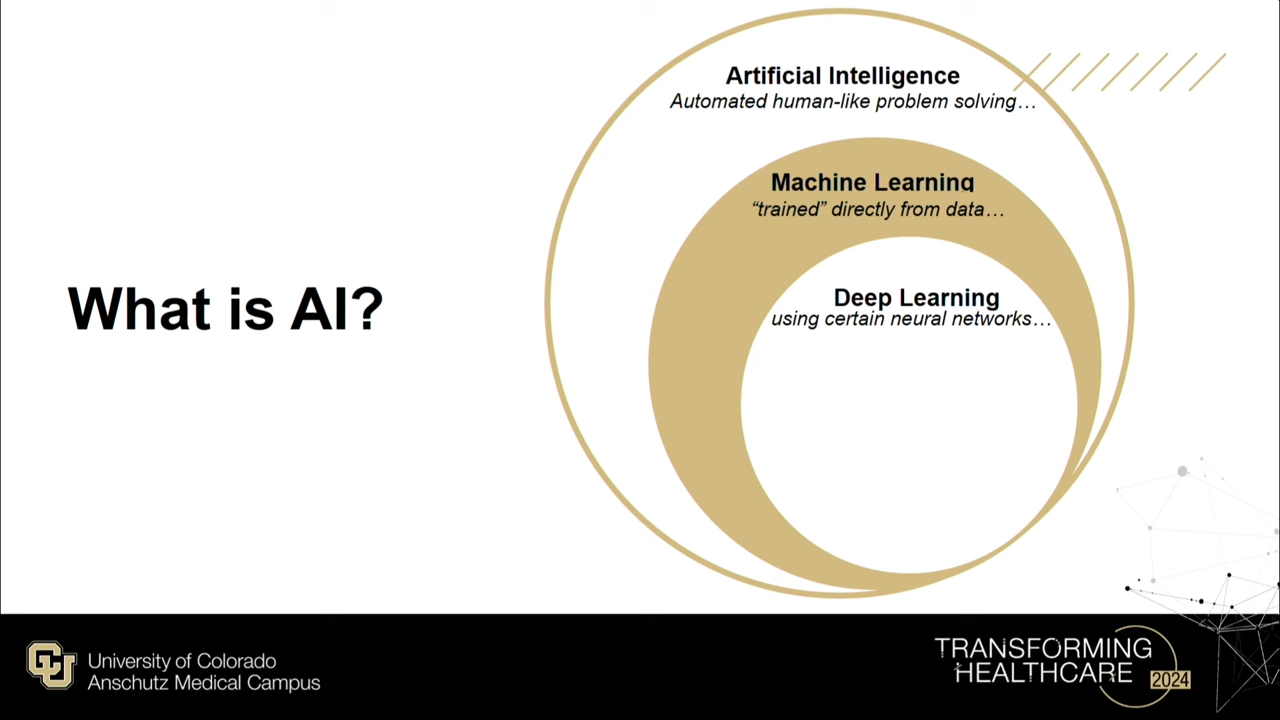 Artificial Intelligence
Automated human-like problem solving…
Machine Learning
“trained” directly from data…
Deep Learning
using certain neural networks…
What is AI?
University of Colorado
Anschutz Medical Campus
TRANSFORMING
HEALTHCARE
2024